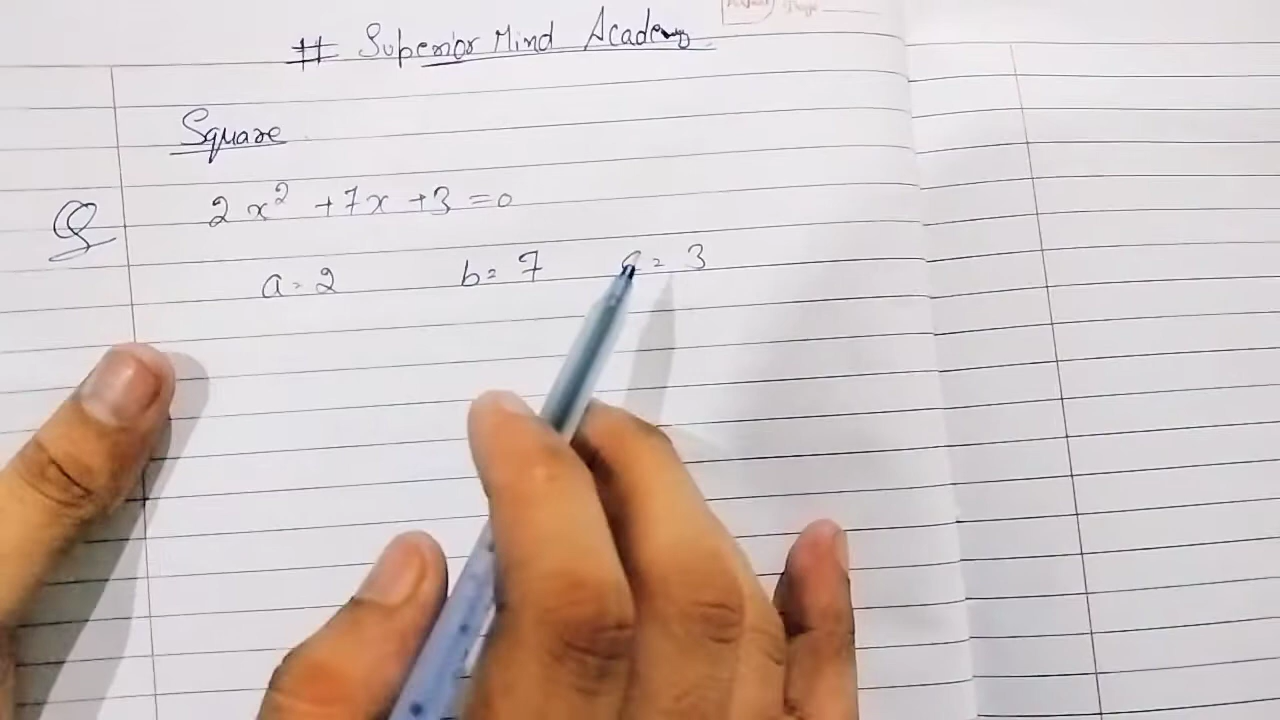 # Superior Mind Academy
Square
Q 2x² +7x +3 =0
a = 2 b = 7 c = 3